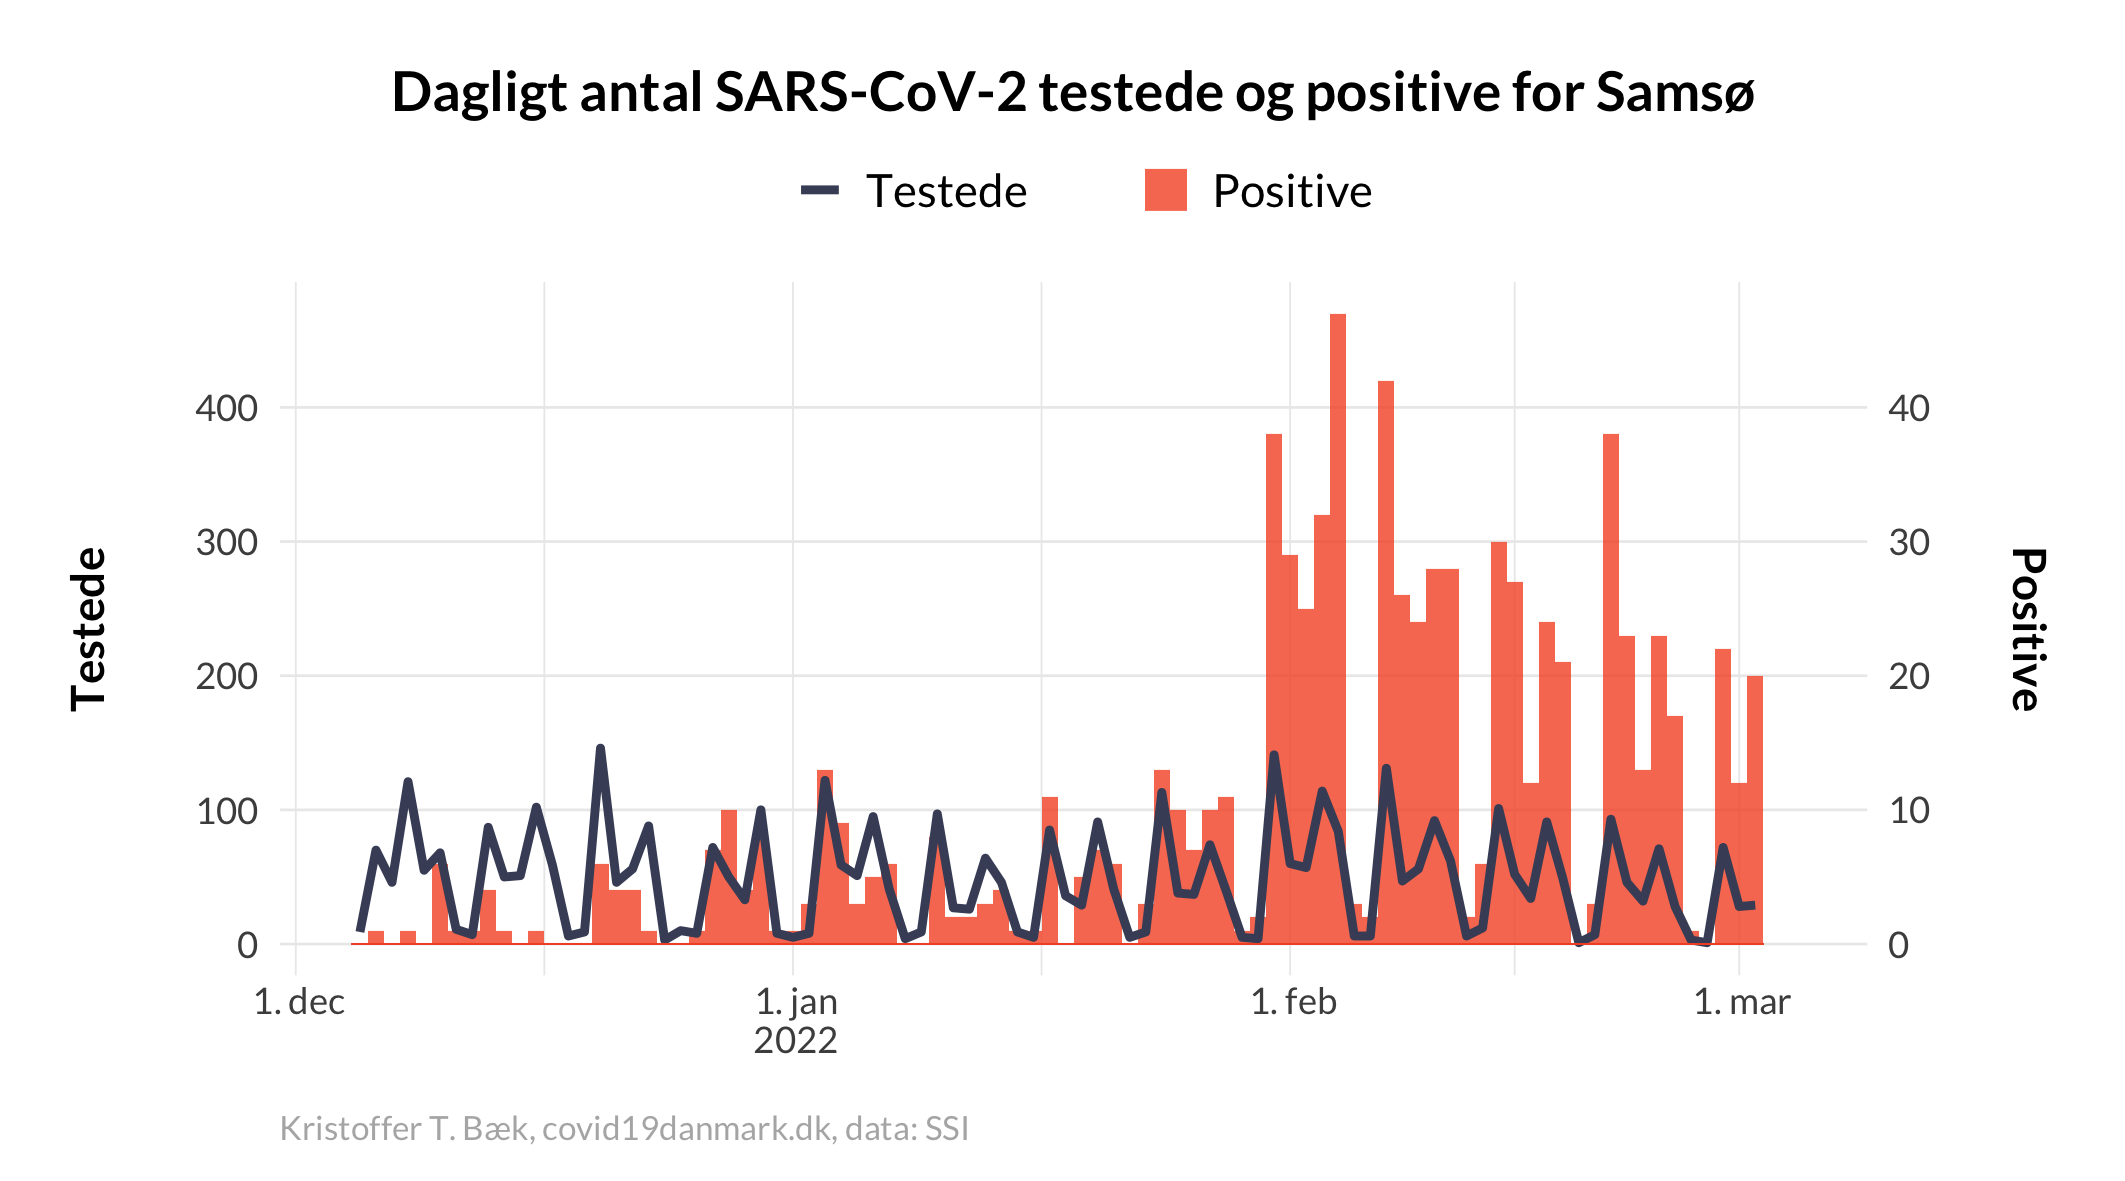 Dagligt antal SARS-CoV-2 testede og positive for Samsø
Testede
Positive
Testede
400
300
200
100
0
40
30
20
10
0
Positive
1. dec
1. jan
2022
1. feb
1. mar
Kristoffer T. Bæk, covid19danmark.dk, data: SSI